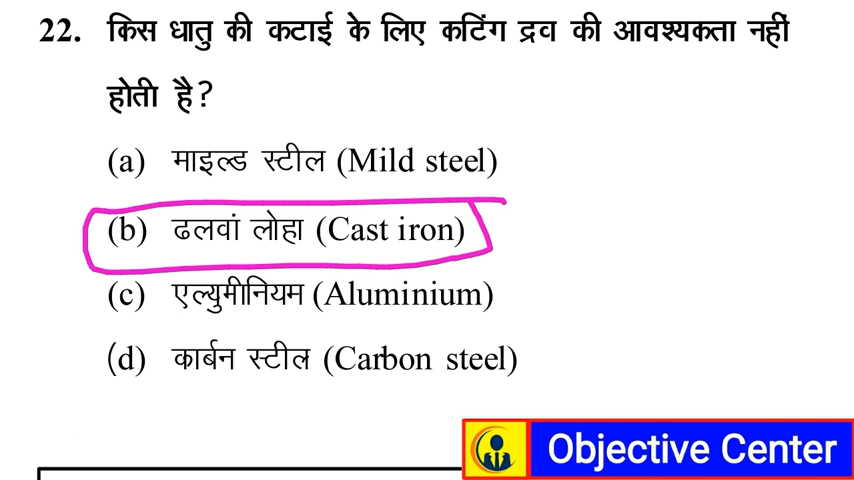 22. किस धातु की कटाई के लिए कटिंग द्रव की आवश्यकता नहीं
होती है?
(a) माइल्ड स्टील (Mild steel)
(b) ढलवां लोहा (Cast iron)
(c) एल्युमीनियम (Aluminium)
(d) कार्बन स्टील (Carbon steel)
Objective Center